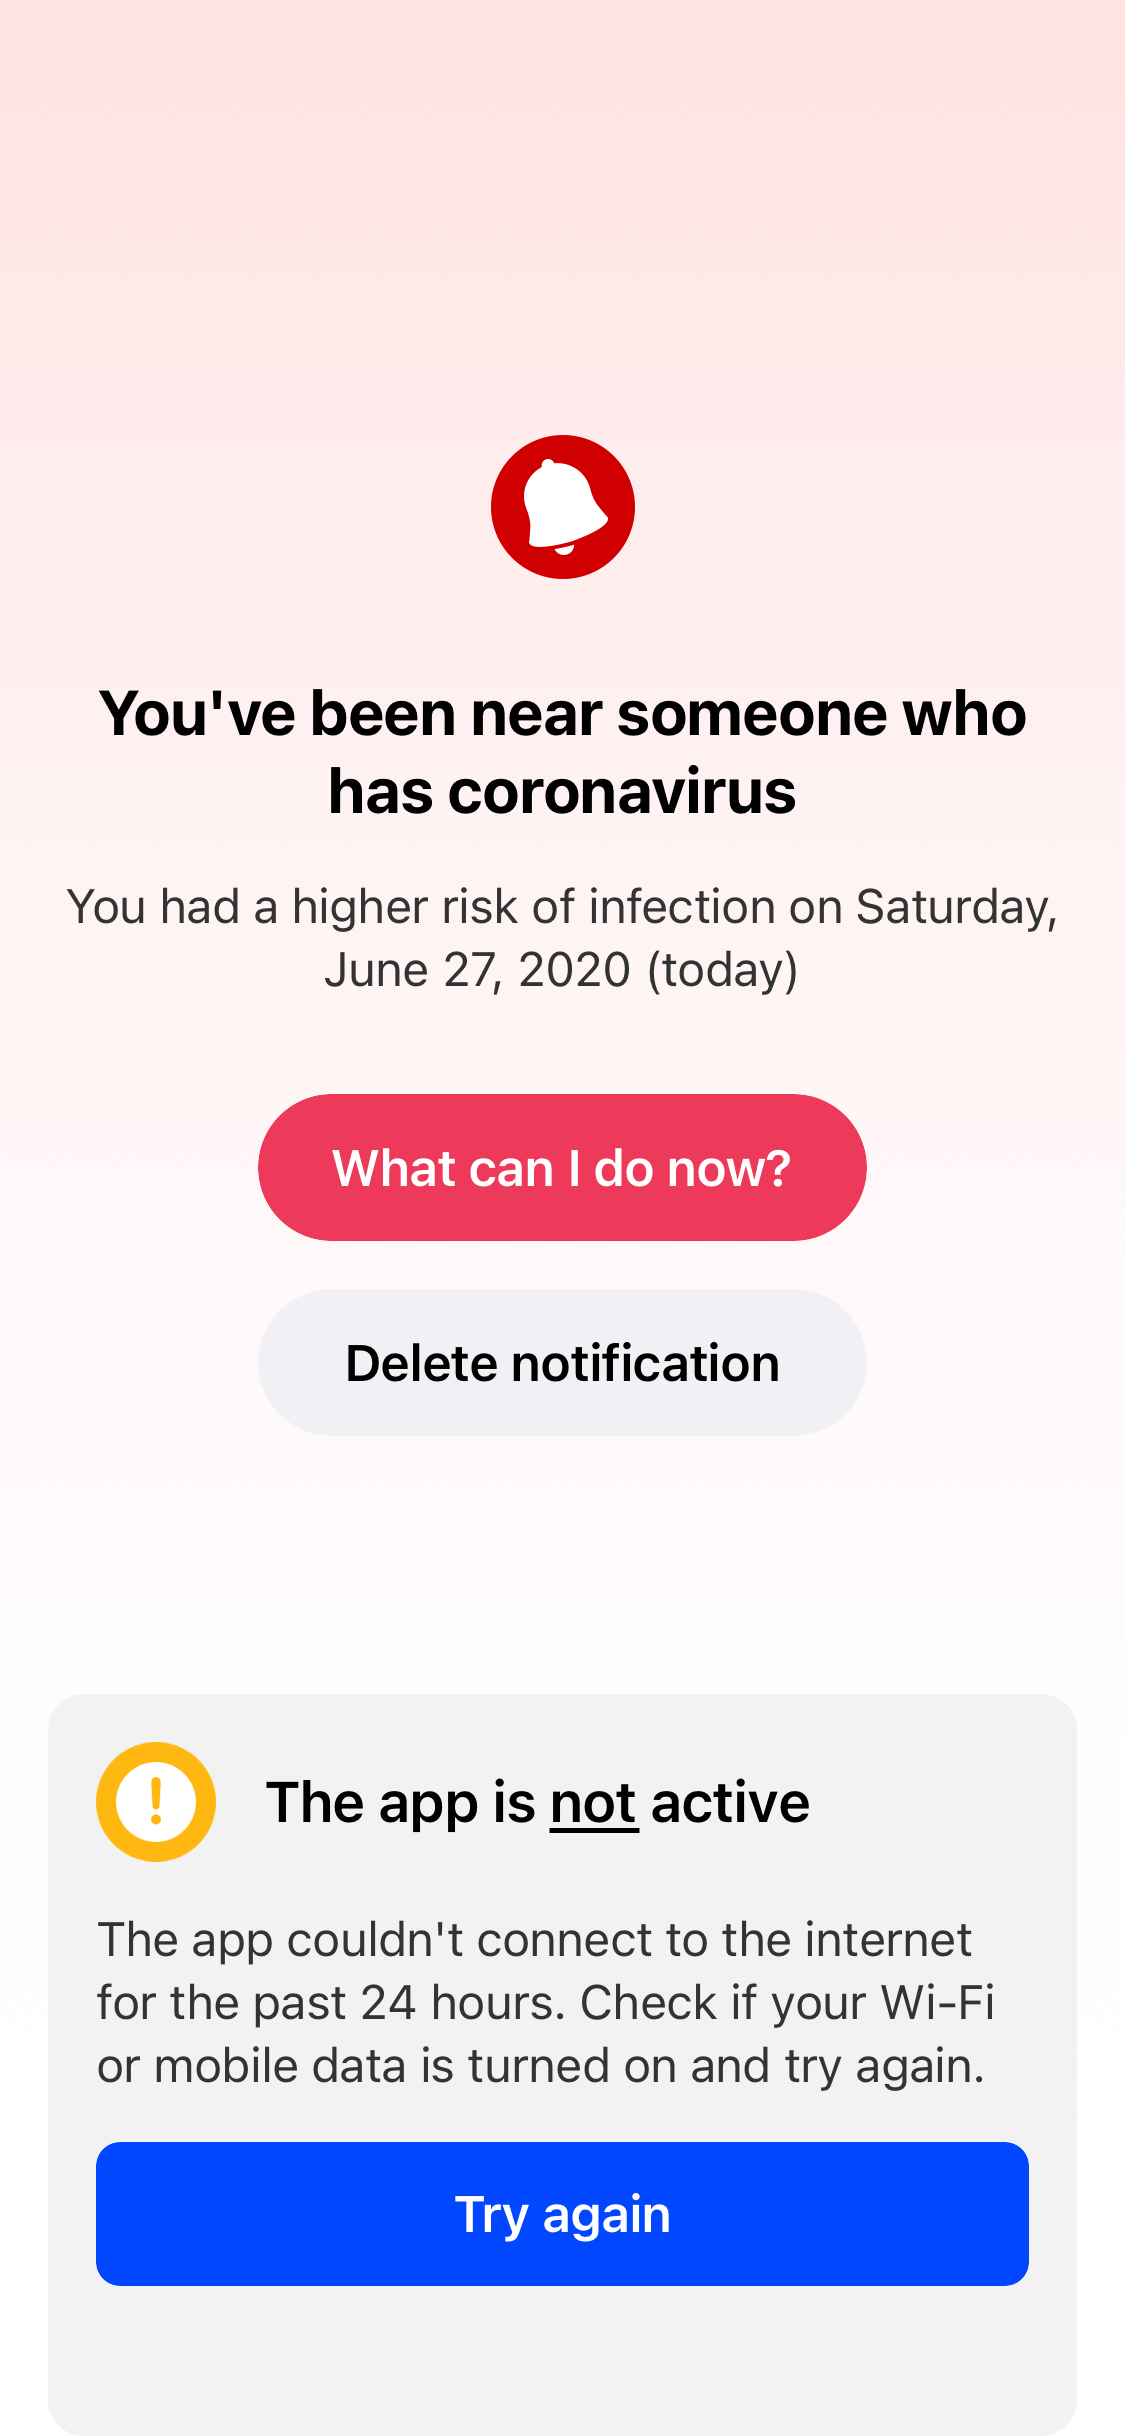 You've been near someone who
has coronavirus
You had a higher risk of infection on Saturday,
June 27, 2020 (today)
What can I do now?
Delete notification
The app is not active
The app couldn't connect to the internet
for the past 24 hours. Check if your Wi-Fi
or mobile data is turned on and try again.
Try again